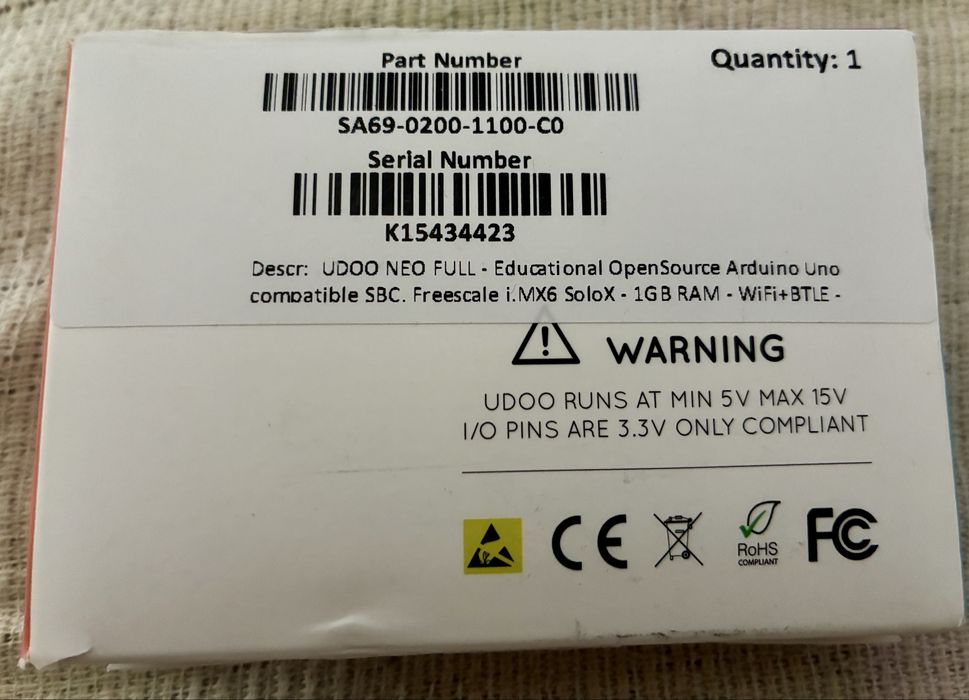 Part Number
Quantity: 1
SA69-0200-1100-C0
Serial Number
K15434423
Descr: UDOO NEO FULL - Educational OpenSource Arduino Uno
compatible SBC. Freescale i.MX6 SoloX - 1GB RAM - WiFi+BTLE -
WARNING
UDOO RUNS AT MIN 5V MAX 15V
I/O PINS ARE 3.3V ONLY COMPLIANT
CE
RoHS
COMPLIANT
FC